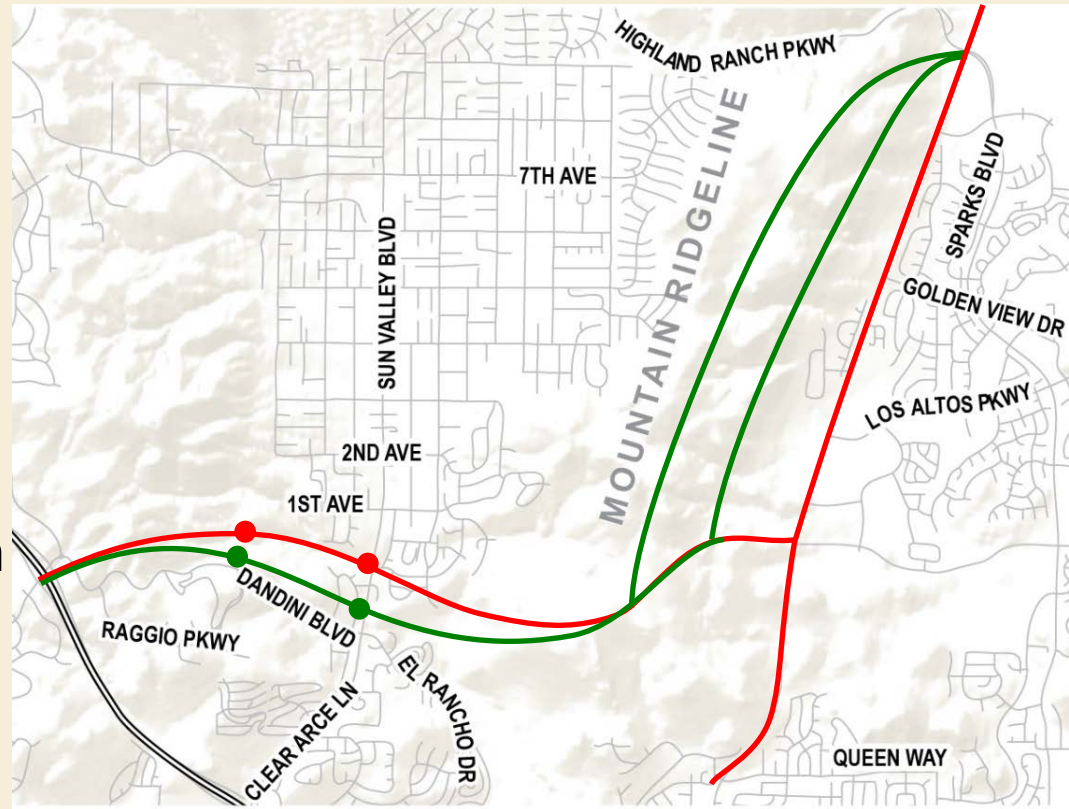 HIGHLAND RANCH PKWY
MOUNTAIN RIDGELINE
SPARKS BLVD
7TH AVE
SUN VALLEY BLVD
GOLDEN VIEW DR
LOS ALTOS PKWY
2ND AVE
1ST AVE
DANDINI BLVD
RAGGIO PKWY
EL RANCHO DR
CLEAR ARCE LN
QUEEN WAY